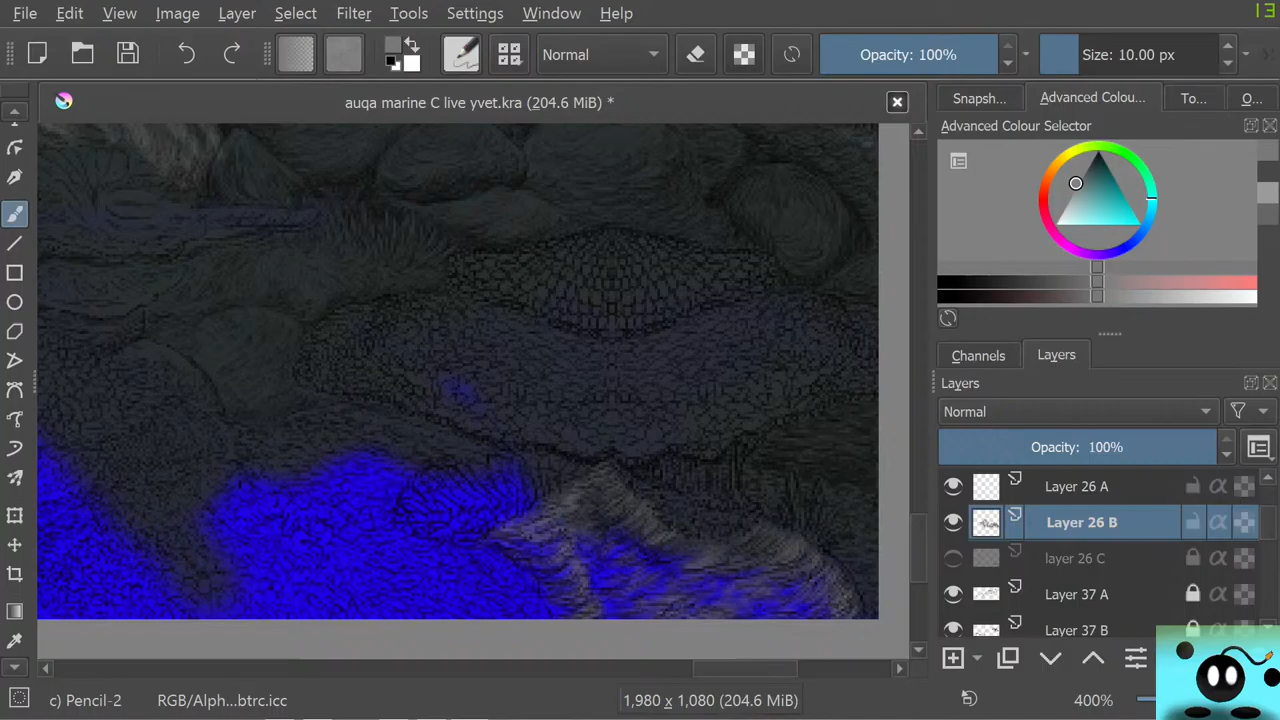 File Edit View Image Layer Select Filter Tools Settings Window Help
13
Normal
Opacity: 100%
Size: 10.00 px
auqa marine C live yvet.kra (204.6 MiB) *
Snapsh...
Advanced Colou...
To...
O...
Advanced Colour Selector
Channels
Layers
Layers
Normal
Opacity: 100%
Layer 26 A
Layer 26 B
layer 26 C
Layer 37 A
Layer 37 B
c) Pencil-2
RGB/Alph...btrc.icc
1,980 x 1,080 (204.6 MiB)
400%